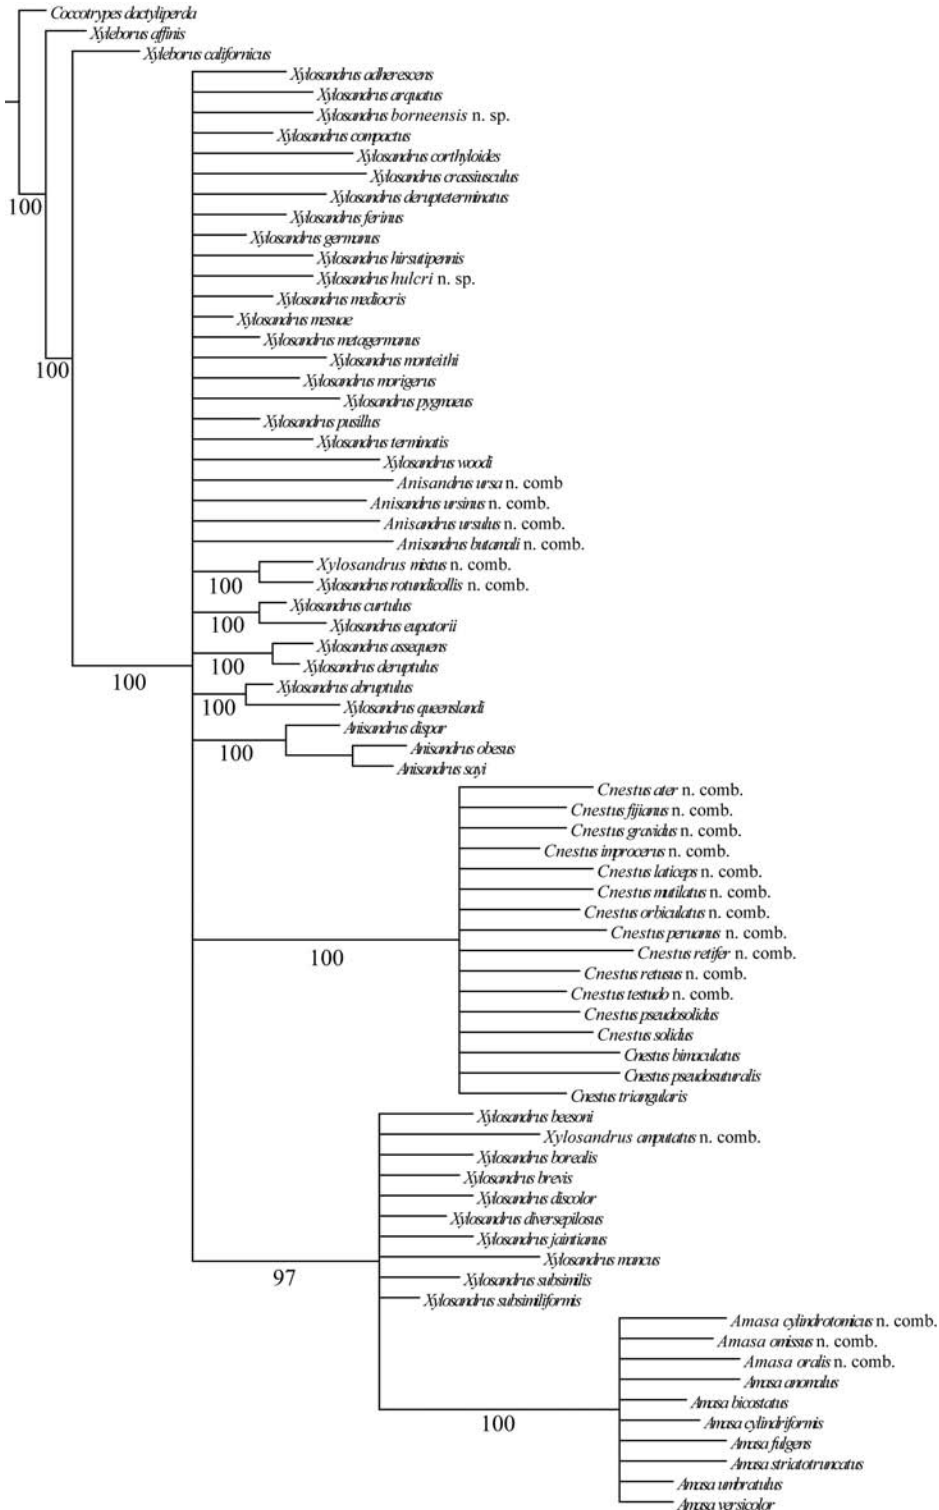 Coccotrypes dactyliperda
Xyleborus affinis
Xyleborus californicus
Xylosandrus adherescens
Xylosandrus arquatus
Xylosandrus borneensis n. sp.
Xylosandrus compactus
Xylosandrus corthyloides
Xylosandrus crassiusculus
Xylosandrus derupteterminatus
100
Xylosandrus ferinus
Xylosandrus germanus
Xylosandrus hirsutipennis
Xylosandrus hulcri n. sp.
Xylosandrus mediocris
Xylosandrus mesuae
Xylosandrus metagermanus
Xylosandrus monteithi
100
Xylosandrus morigerus
Xylosandrus pygmaeus
Xylosandrus pusillus
Xylosandrus terminatis
Xylosandrus woodi
Anisandrus ursa n. comb
Anisandrus ursinus n. comb.
Anisandrus ursulus n. comb.
Anisandrus butamali n. comb.
Xylosandrus mixtus n. comb.
100
Xylosandrus rotundicollis n. comb.
Xylosandrus curtulus
100
Xylosandrus eupatorii
Xylosandrus assequens
100
Xylosandrus deruptulus
100
Xylosandrus abruptulus
100
Xylosandrus queenslandi
Anisandrus dispar
100
Anisandrus obesus
Anisandrus sayi
Cnestus ater n. comb.
Cnestus fijianus n. comb.
Cnestus gravidus n. comb.
Cnestus improcerus n. comb.
Cnestus laticeps n. comb.
Cnestus mutilatus n. comb.
Cnestus orbiculatus n. comb.
Cnestus peruanus n. comb.
100
Cnestus retifer n. comb.
Cnestus retusus n. comb.
Cnestus testudo n. comb.
Cnestus pseudosolidus
Cnestus solidus
Cnestus bimaculatus
Cnestus pseudosuturalis
Cnestus triangularis
Xylosandrus beesoni
Xylosandrus amputatus n. comb.
Xylosandrus borealis
Xylosandrus brevis
Xylosandrus discolor
Xylosandrus diversepilosus
Xylosandrus jaintianus
Xylosandrus mancus
97
Xylosandrus subsimilis
Xylosandrus subsimiliformis
Amasa cylindrotomicus n. comb.
Amasa omissus n. comb.
Amasa oralis n. comb.
Amasa anomalus
Amasa bicostatus
100
Amasa cylindriformis
Amasa fulgens
Amasa striatotruncatus
Amasa umbratulus
Amasa versicolor